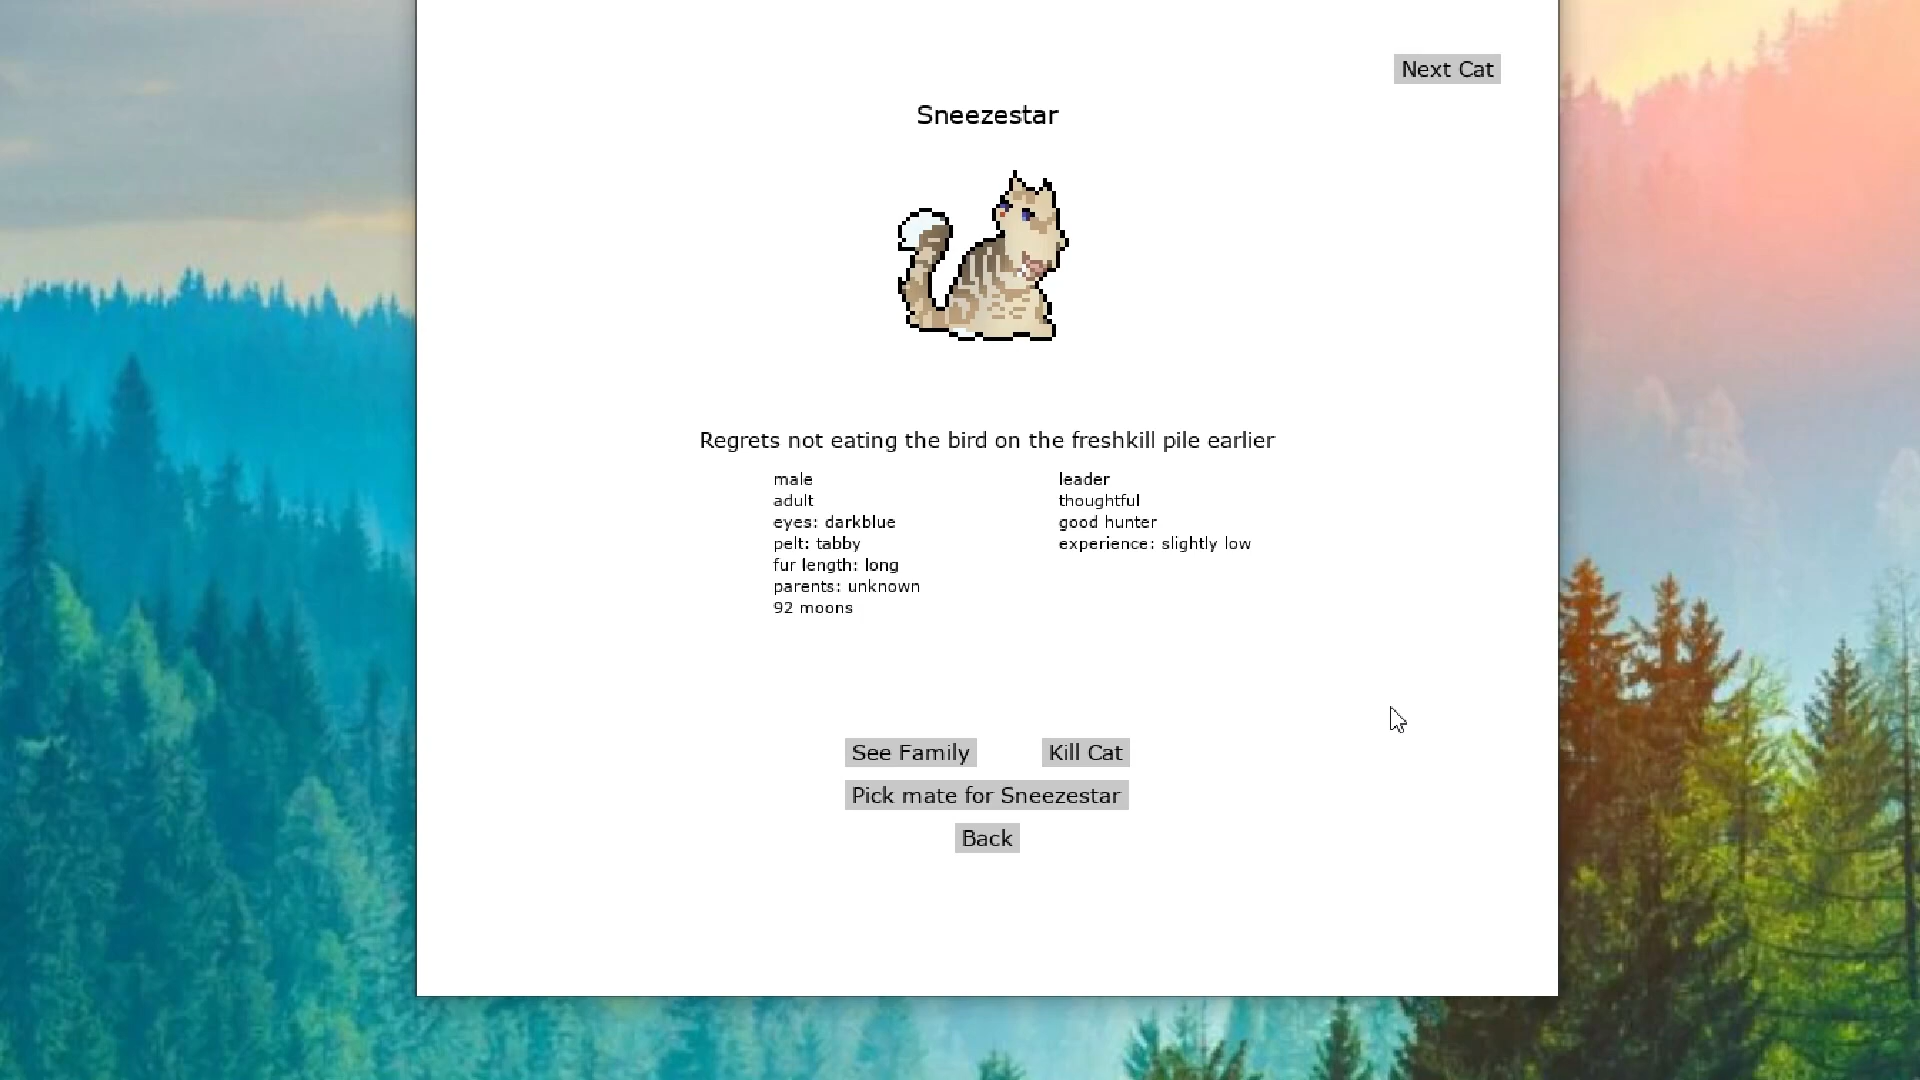 Next Cat
Sneezestar
Regrets not eating the bird on the freshkill pile earlier
male
adult
eyes: darkblue
pelt: tabby
fur length: long
parents: unknown
92 moons
leader
thoughtful
good hunter
experience: slightly low
See Family
Kill Cat
Pick mate for Sneezestar
Back